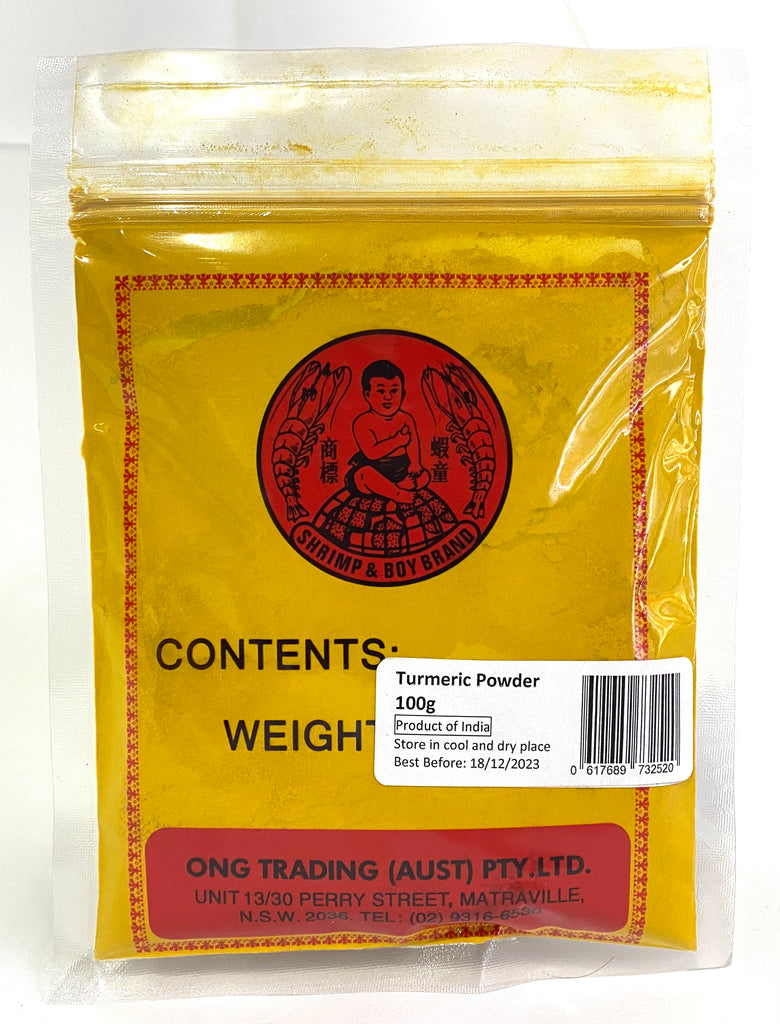 商標
蝦童
SHRIMP & BOY BRAND
CONTENTS:
WEIGHT
Turmeric Powder
100g
Product of India
Store in cool and dry place
Best Before: 18/12/2023
0 617689 732520
ONG TRADING (AUST) PTY.LTD.
UNIT 13/30 PERRY STREET, MATRAVILLE,
N.S.W. 2036. TEL: (02) 9316-6530